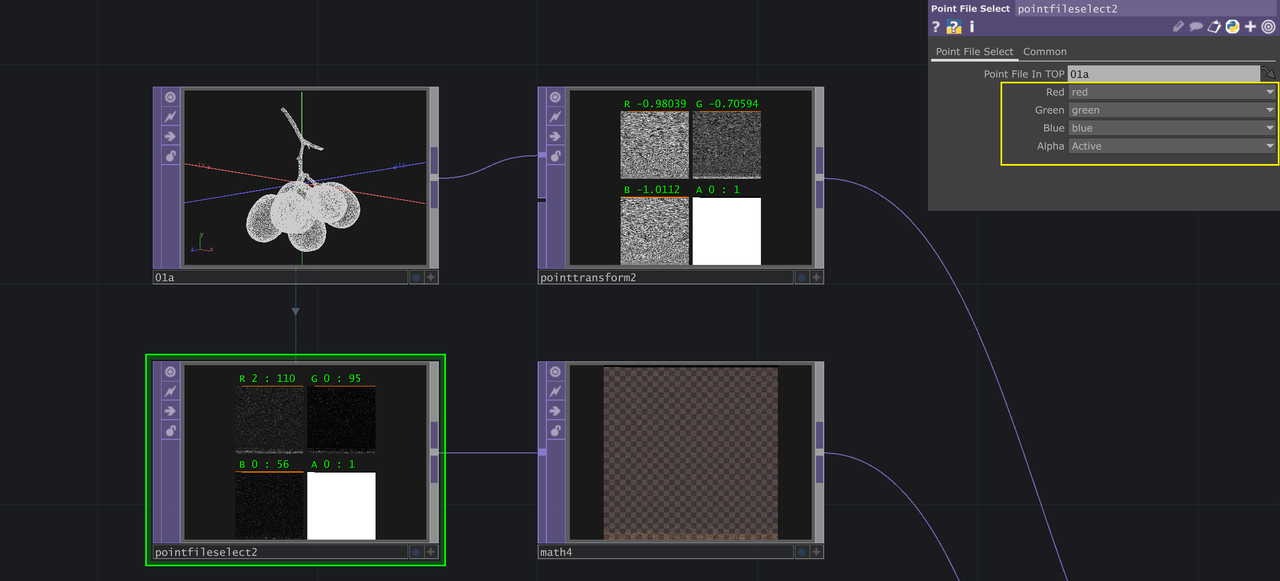 Point File Select pointfileselect2
Point File Select Common
Point File In TOP 01a
Red red
Green green
Blue blue
Alpha Active
y
z x
01a
R -0.98039 G -0.70594
B -1.0112 A 0 : 1
pointtransform2
R 2 : 110 G 0 : 95
B 0 : 56 A 0 : 1
pointfileselect2
math4